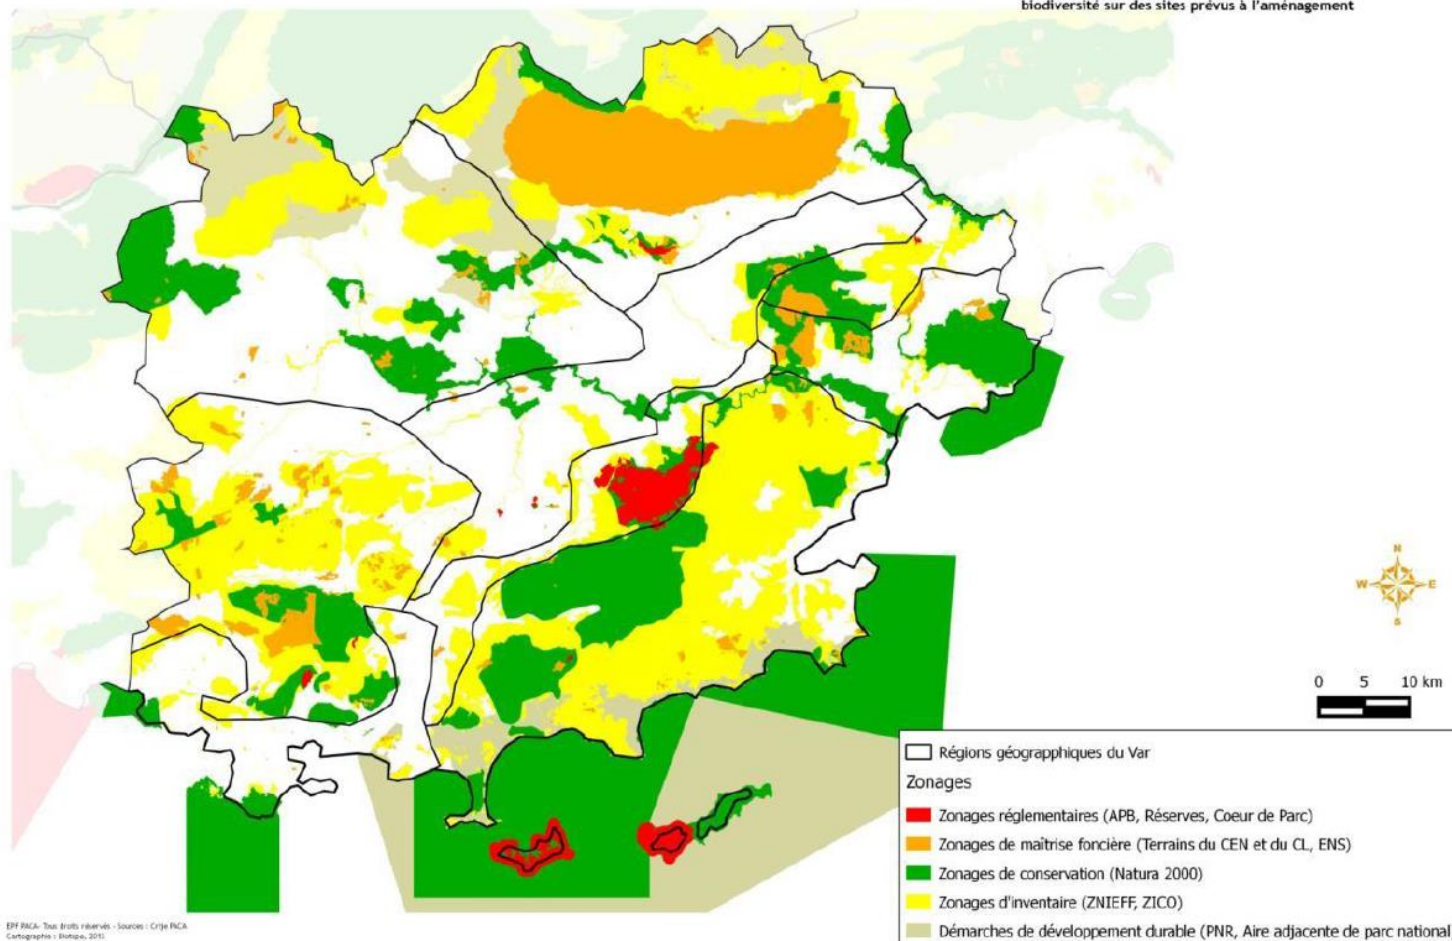 biodiversité sur des sites prévus à l'aménagement
N
W E
S
0 5 10 km
Régions géographiques du Var
Zonages
Zonages réglementaires (APB, Réserves, Coeur de Parc)
Zonages de maîtrise foncière (Terrains du CEN et du CL, ENS)
Zonages de conservation (Natura 2000)
Zonages d'inventaire (ZNIEFF, ZICO)
Démarches de développement durable (PNR, Aire adjacente de parc national
EPF PACA- Tous droits réservés - Sources : Crije PACA
Cartographie : Biotope,